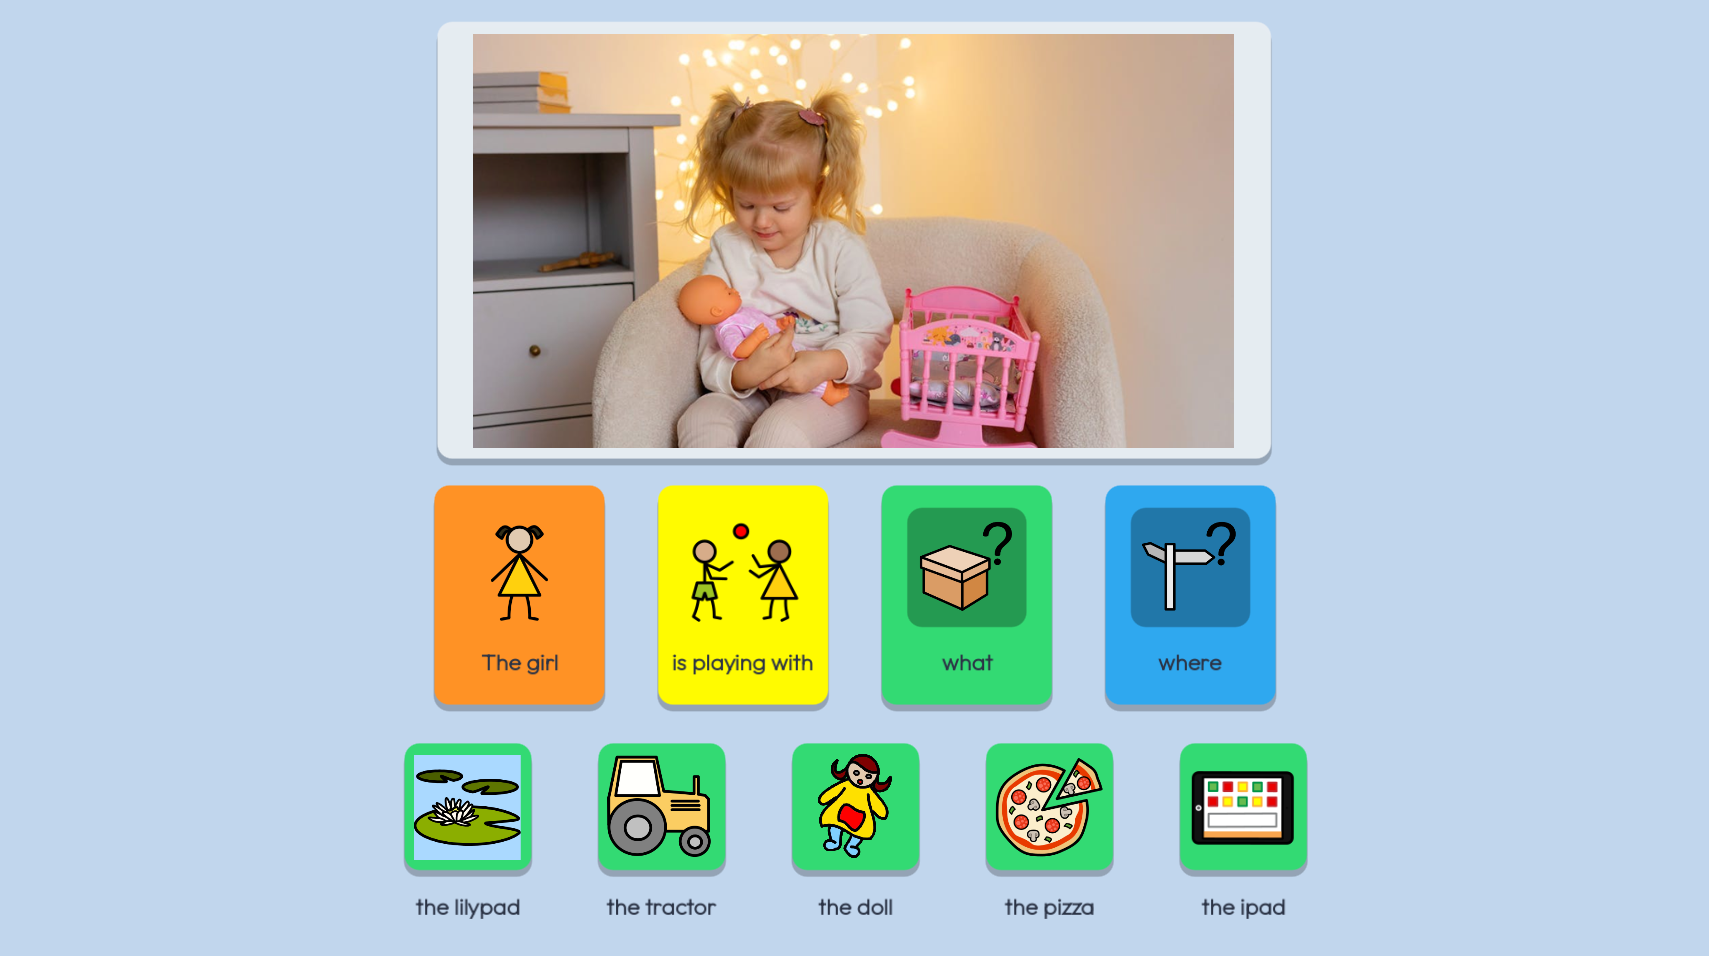 The girl
is playing with
what
where
the lilypad
the tractor
the doll
the pizza
the ipad